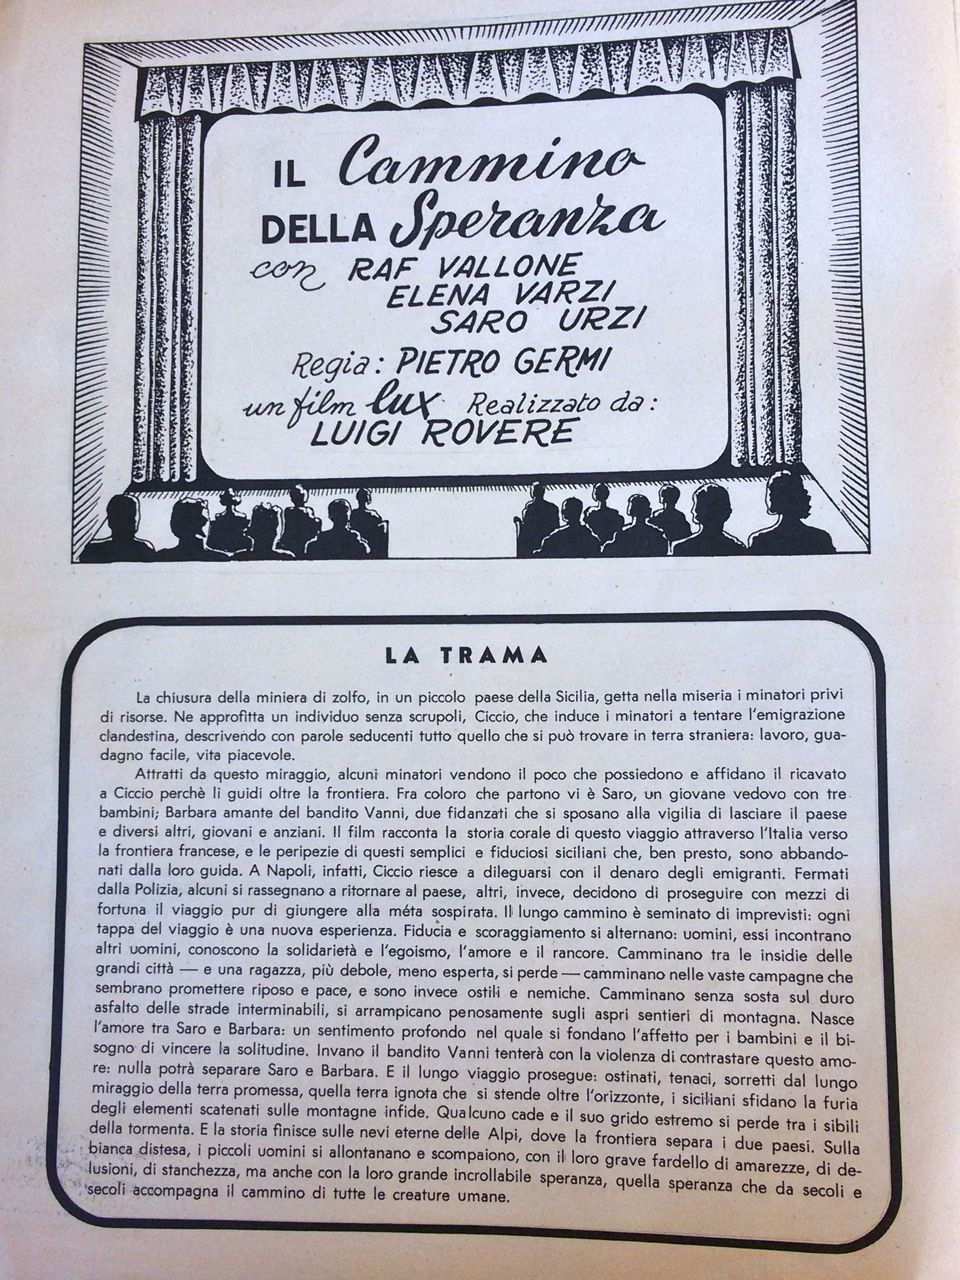 IL Cammino
DELLA Speranza
con RAF VALLONE
ELENA VARZI
SARO URZI
Regia: PIETRO GERMI
un film lux Realizzato da:
LUIGI ROVERE
LA TRAMA
La chiusura della miniera di zolfo, in un piccolo paese della Sicilia, getta nella miseria i minatori privi
di risorse. Ne approfitta un individuo senza scrupoli, Ciccio, che induce i minatori a tentare l'emigrazione
clandestina, descrivendo con parole seducenti tutto quello che si può trovare in terra straniera: lavoro, gua-
dagno facile, vita piacevole.
Attratti da questo miraggio, alcuni minatori vendono il poco che possiedono e affidano il ricavato
a Ciccio perchè li guidi oltre la frontiera. Fra coloro che partono vi è Saro, un giovane vedovo con tre
bambini; Barbara amante del bandito Vanni, due fidanzati che si sposano alla vigilia di lasciare il paese
e diversi altri, giovani e anziani. Il film racconta la storia corale di questo viaggio attraverso l'Italia verso
la frontiera francese, e le peripezie di questi semplici e fiduciosi siciliani che, ben presto, sono abbando-
nati dalla loro guida. A Napoli, infatti, Ciccio riesce a dileguarsi con il denaro degli emigranti. Fermati
dalla Polizia, alcuni si rassegnano a ritornare al paese, altri, invece, decidono di proseguire con mezzi di
fortuna il viaggio pur di giungere alla méta sospirata. Il lungo cammino è seminato di imprevisti: ogni
tappa del viaggio è una nuova esperienza. Fiducia e scoraggiamento si alternano: uomini, essi incontrano
altri uomini, conoscono la solidarietà e l'egoismo, l'amore e il rancore. Camminano tra le insidie delle
grandi città — e una ragazza, più debole, meno esperta, si perde — camminano nelle vaste campagne che
sembrano promettere riposo e pace, e sono invece ostili e nemiche. Camminano senza sosta sul duro
asfalto delle strade interminabili, si arrampicano penosamente sugli aspri sentieri di montagna. Nasce
l'amore tra Saro e Barbara: un sentimento profondo nel quale si fondano l'affetto per i bambini e il bi-
sogno di vincere la solitudine. Invano il bandito Vanni tenterà con la violenza di contrastare questo amo-
re: nulla potrà separare Saro e Barbara. E il lungo viaggio prosegue: ostinati, tenaci, sorretti dal lungo
miraggio della terra promessa, quella terra ignota che si stende oltre l'orizzonte, i siciliani sfidano la furia
degli elementi scatenati sulle montagne infide. Qualcuno cade e il suo grido estremo si perde tra i sibili
della tormenta. E la storia finisce sulle nevi eterne delle Alpi, dove la frontiera separa i due paesi. Sulla
bianca distesa, i piccoli uomini si allontanano e scompaiono, con il loro grave fardello di amarezze, di de-
lusioni, di stanchezza, ma anche con la loro grande incrollabile speranza, quella speranza che da secoli e
secoli accompagna il cammino di tutte le creature umane.